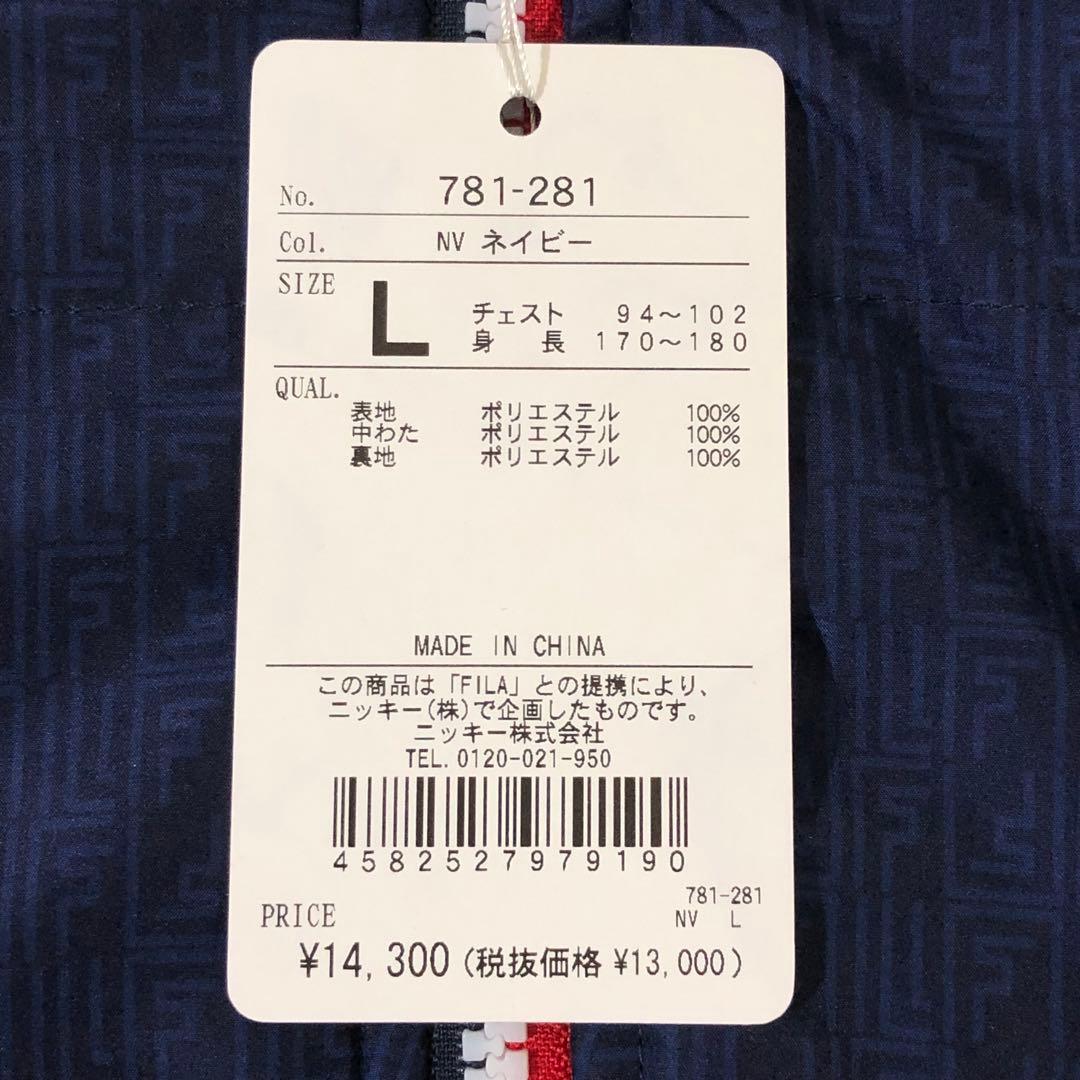 No. 781-281
Col. NV ネイビー
SIZE L チェスト 94～102
身長 170～180
QUAL.
表地 ポリエステル 100%
中わた ポリエステル 100%
裏地 ポリエステル 100%
MADE IN CHINA
この商品は「FILA」との提携により、
ニッキー(株)で企画したものです。
ニッキー株式会社
TEL.0120-021-950
4582527979190
781-281
PRICE NV L
¥14,300(税抜価格 ¥13,000)